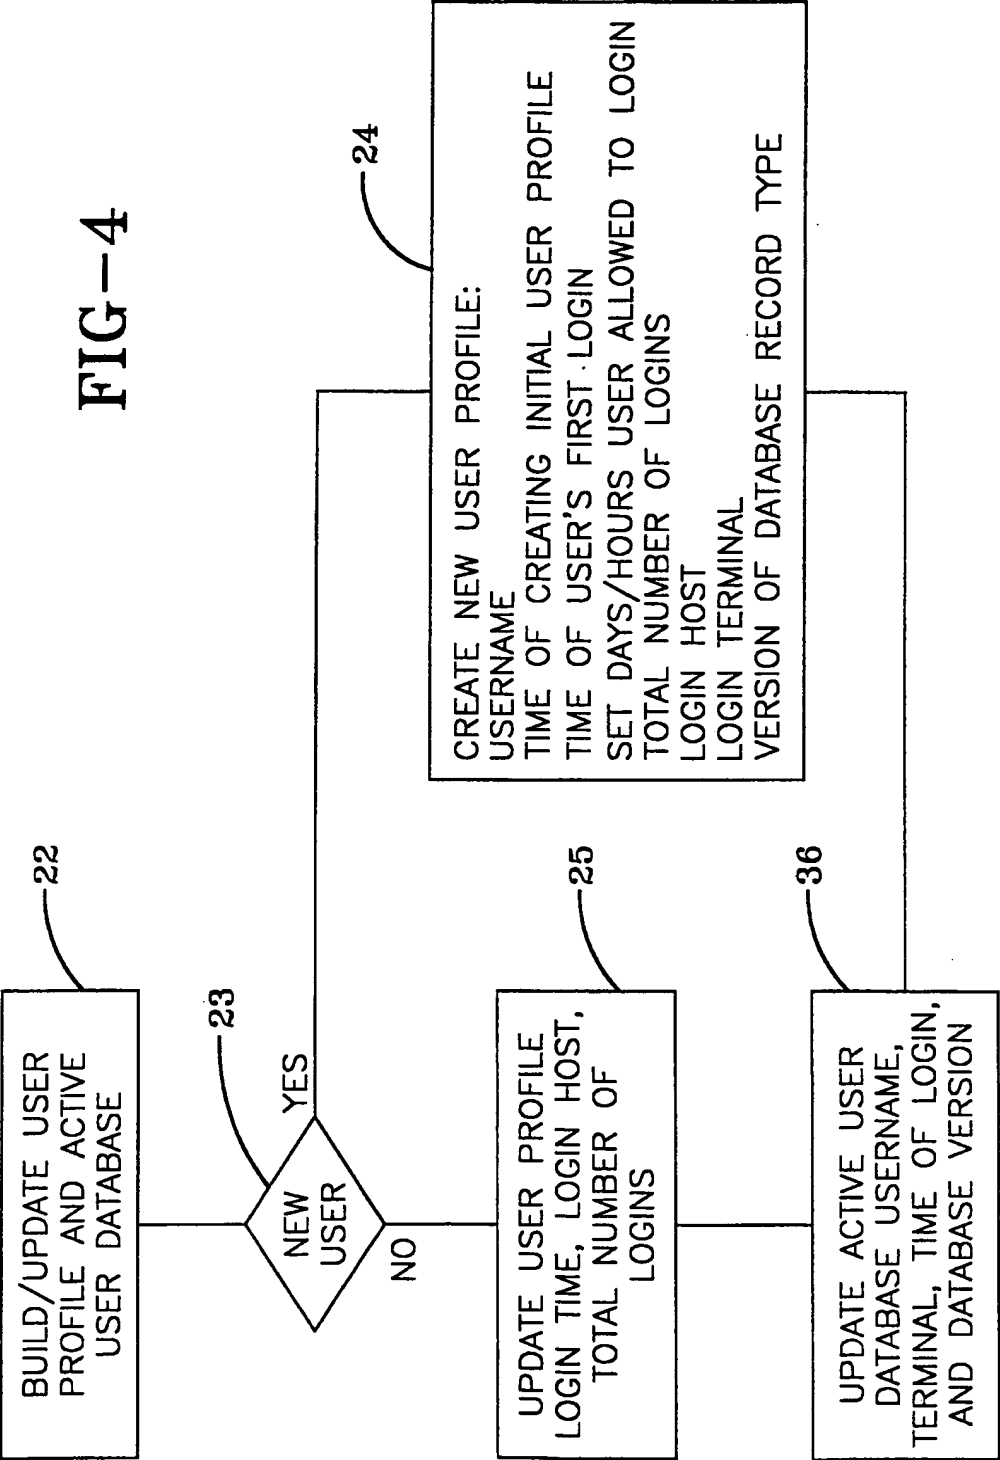 FIG-4
22
BUILD/UPDATE USER
PROFILE AND ACTIVE
USER DATABASE
23
NEW
USER
YES
NO
24
CREATE NEW USER PROFILE:
USERNAME
TIME OF CREATING INITIAL USER PROFILE
TIME OF USER'S FIRST LOGIN
SET DAYS/HOURS USER ALLOWED TO LOGIN
TOTAL NUMBER OF LOGINS
LOGIN HOST
LOGIN TERMINAL
VERSION OF DATABASE RECORD TYPE
25
UPDATE USER PROFILE
LOGIN TIME, LOGIN HOST,
TOTAL NUMBER OF
LOGINS
36
UPDATE ACTIVE USER
DATABASE USERNAME,
TERMINAL, TIME OF LOGIN,
AND DATABASE VERSION